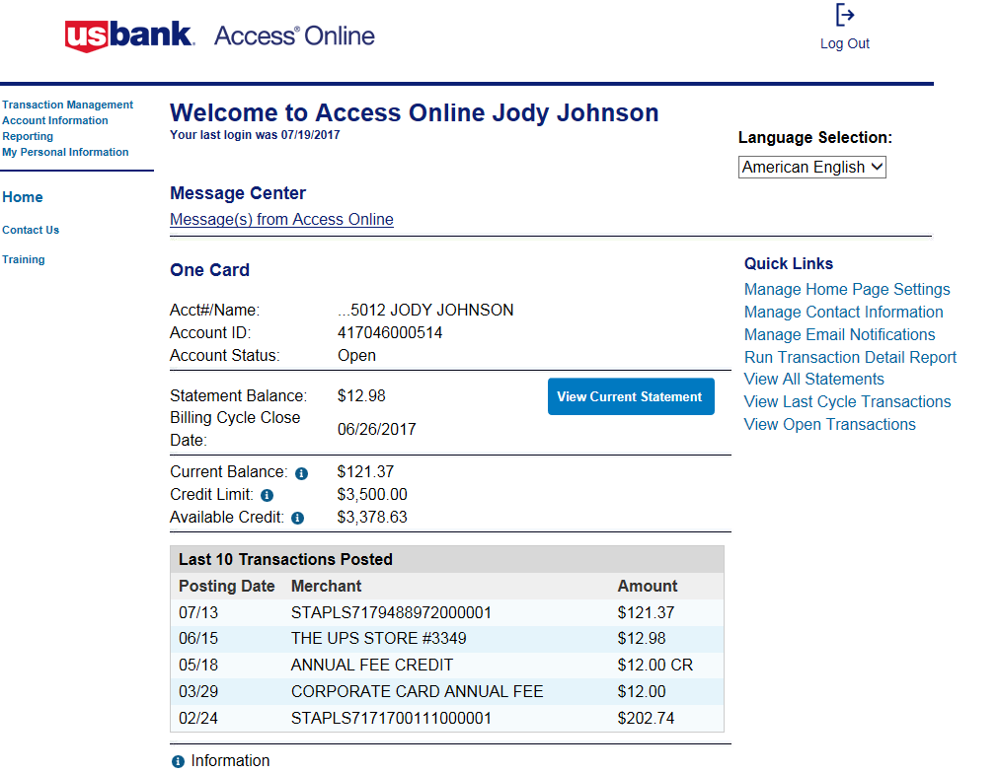 usbank. Access® Online
Log Out
Transaction Management
Account Information
Reporting
My Personal Information
Home
Contact Us
Training
Welcome to Access Online Jody Johnson
Your last login was 07/19/2017
Language Selection:
American English
Message Center
Message(s) from Access Online
One Card
Acct#/Name: ...5012 JODY JOHNSON
Account ID: 417046000514
Account Status: Open
Statement Balance: $12.98
View Current Statement
Billing Cycle Close
Date: 06/26/2017
Current Balance: $121.37
Credit Limit: $3,500.00
Available Credit: $3,378.63
Last 10 Transactions Posted
Posting Date Merchant Amount
07/13 STAPLS7179488972000001 $121.37
06/15 THE UPS STORE #3349 $12.98
05/18 ANNUAL FEE CREDIT $12.00 CR
03/29 CORPORATE CARD ANNUAL FEE $12.00
02/24 STAPLS7171700111000001 $202.74
Information
Quick Links
Manage Home Page Settings
Manage Contact Information
Manage Email Notifications
Run Transaction Detail Report
View All Statements
View Last Cycle Transactions
View Open Transactions